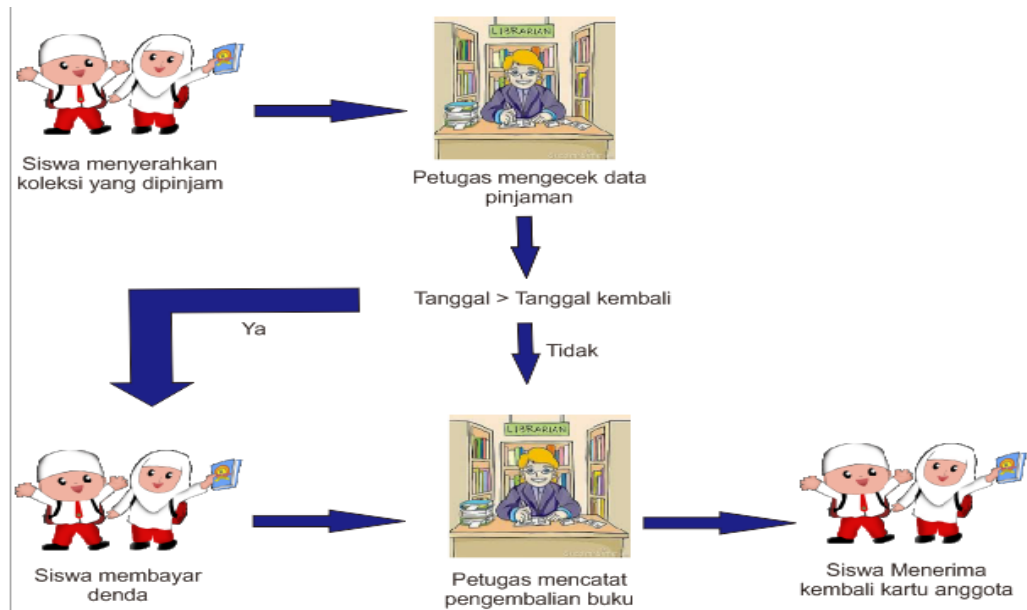 LIBRARIAN
Siswa menyerahkan
koleksi yang dipinjam
Petugas mengecek data
pinjaman
Tanggal > Tanggal kembali
Ya
Tidak
LIBRARIAN
Siswa membayar
denda
Petugas mencatat
pengembalian buku
Siswa Menerima
kembali kartu anggota